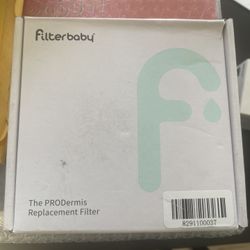 Filterbaby
The PRODermis
Replacement Filter
8291100037